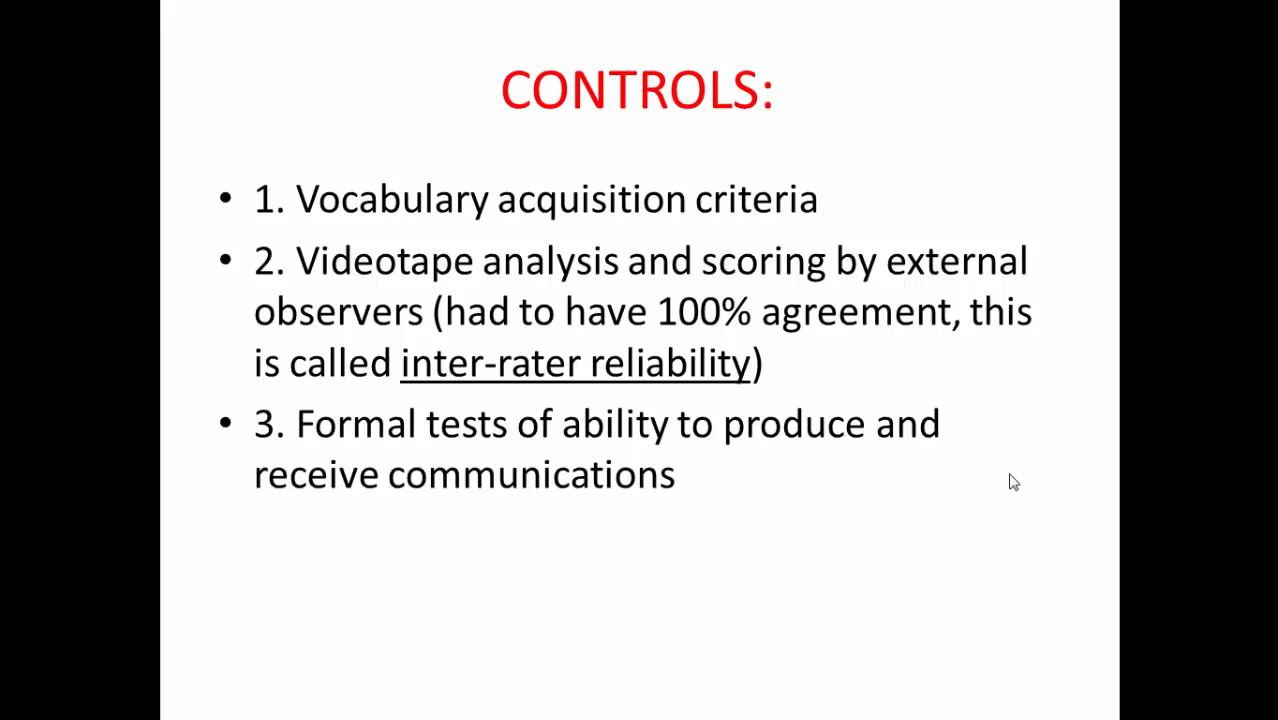 CONTROLS:
• 1. Vocabulary acquisition criteria
• 2. Videotape analysis and scoring by external
observers (had to have 100% agreement, this
is called inter-rater reliability)
• 3. Formal tests of ability to produce and
receive communications